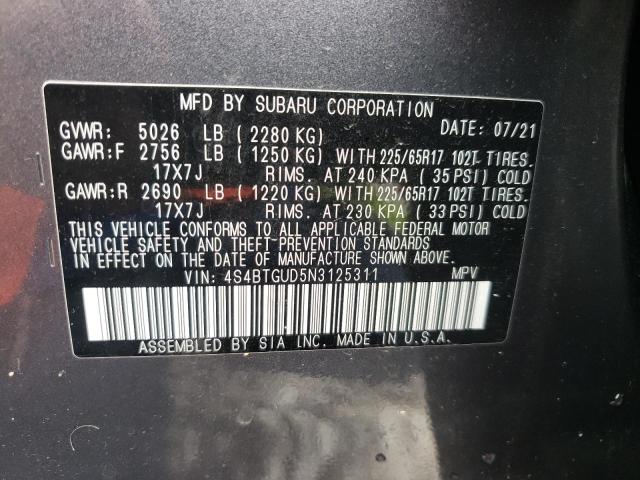 MFD BY SUBARU CORPORATION
GVWR: 5026 LB ( 2280 KG) DATE: 07/21
GAWR:F 2756 LB ( 1250 KG) WITH 225/65R17 102T TIRES.
17X7J RIMS. AT 240 KPA ( 35 PSI) COLD
GAWR:R 2690 LB ( 1220 KG) WITH 225/65R17 102T TIRES.
17X7J RIMS. AT 230 KPA ( 33 PSI) COLD
THIS VEHICLE CONFORMS TO ALL APPLICABLE FEDERAL MOTOR
VEHICLE SAFETY AND THEFT-PREVENTION STANDARDS
IN EFFECT ON THE DATE OF MANUFACTURE SHOWN ABOVE.
VIN: 4S4BTGUD5N3125311 MPV
ASSEMBLED BY SIA INC. MADE IN U.S.A.